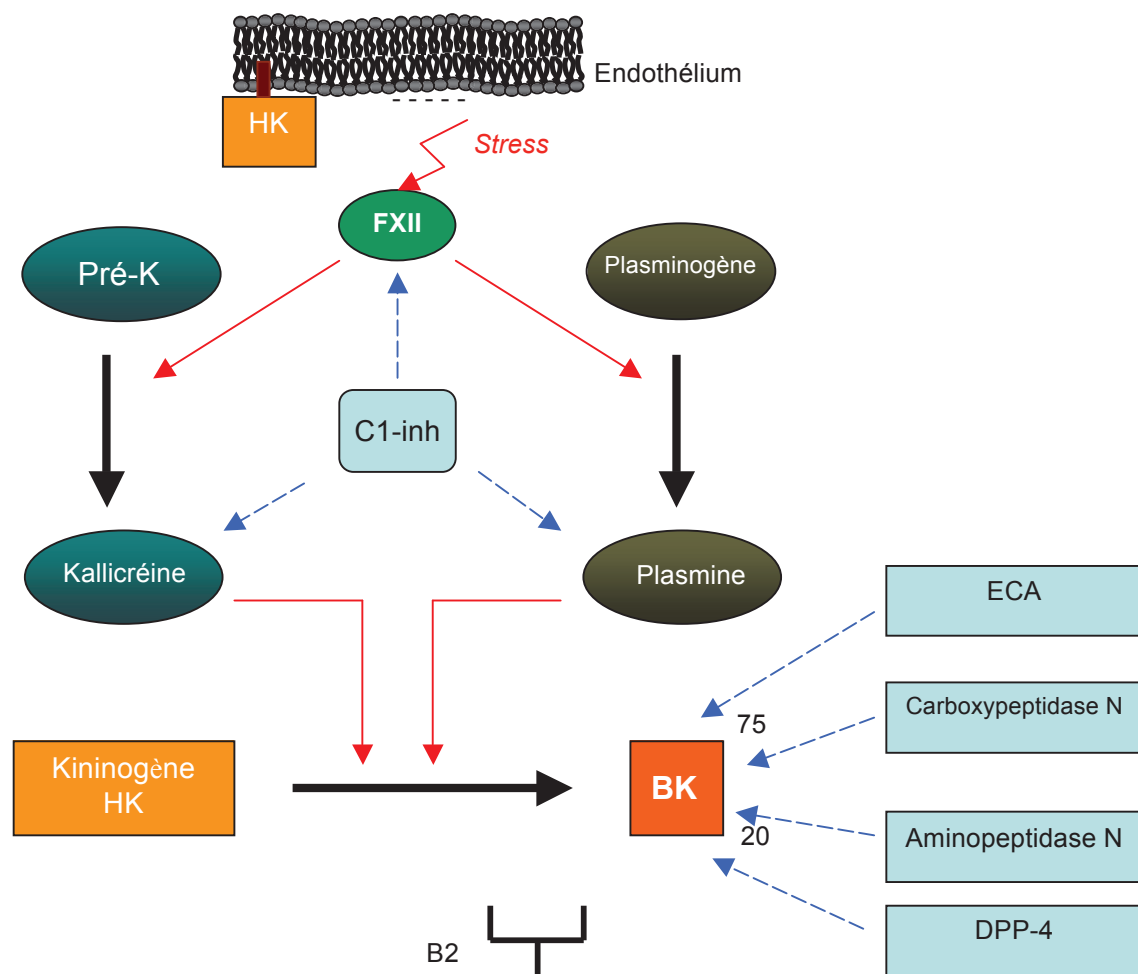 Endothélium
HK
Stress
FXII
Pré-K
Plasminogène
C1-inh
Kallicréine
Plasmine
ECA
Carboxypeptidase N
75
Kininogène
HK
BK
20
Aminopeptidase N
DPP-4
B2